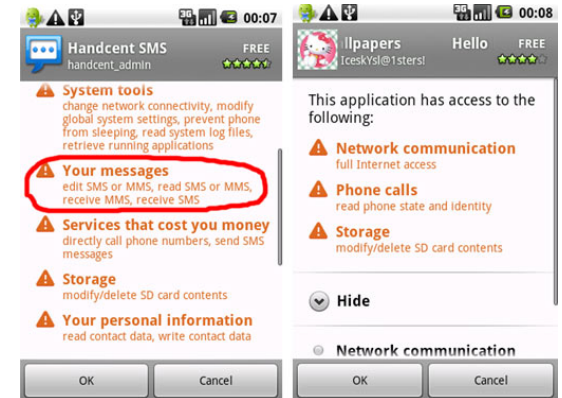 00:07
Handcent SMS FREE
handcent_admin
System tools
change network connectivity, modify
global system settings, prevent phone
from sleeping, read system log files,
retrieve running applications
Your messages
edit SMS or MMS, read SMS or MMS,
receive MMS, receive SMS
Services that cost you money
directly call phone numbers, send SMS
messages
Storage
modify/delete SD card contents
Your personal information
read contact data, write contact data
OK Cancel
00:08
llpapers Hello FREE
IceskYsl@1sters!
This application has access to the
following:
Network communication
full Internet access
Phone calls
read phone state and identity
Storage
modify/delete SD card contents
Hide
Network communication
OK Cancel